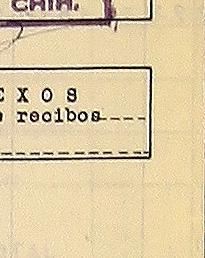 CHIH.
E X O S
e recibos